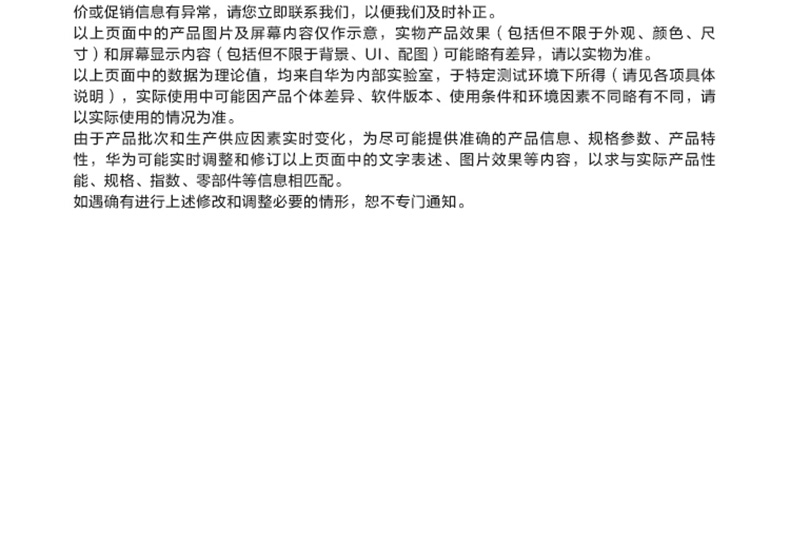 价或促销信息有异常，请您立即联系我们，以便我们及时补正。
以上页面中的产品图片及屏幕内容仅作示意，实物产品效果（包括但不限于外观、颜色、尺
寸）和屏幕显示内容（包括但不限于背景、UI、配图）可能略有差异，请以实物为准。
以上页面中的数据为理论值，均来自华为内部实验室，于特定测试环境下所得（请见各项具体
说明），实际使用中可能因产品个体差异、软件版本、使用条件和环境因素不同略有不同，请
以实际使用的情况为准。
由于产品批次和生产供应因素实时变化，为尽可能提供准确的产品信息、规格参数、产品特
性，华为可能实时调整和修订以上页面中的文字表述、图片效果等内容，以求与实际产品性
能、规格、指数、零部件等信息相匹配。
如遇确有进行上述修改和调整必要的情形，恕不专门通知。